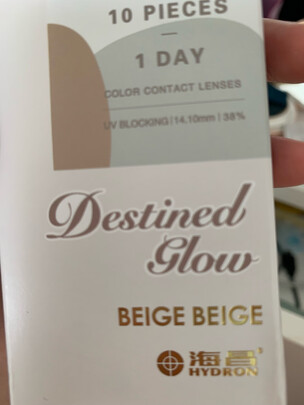 10 PIECES
1 DAY
COLOR CONTACT LENSES
UV BLOCKING | 14.10mm | 38%
Destined
Glow
BEIGE BEIGE
海昌³
HYDRON